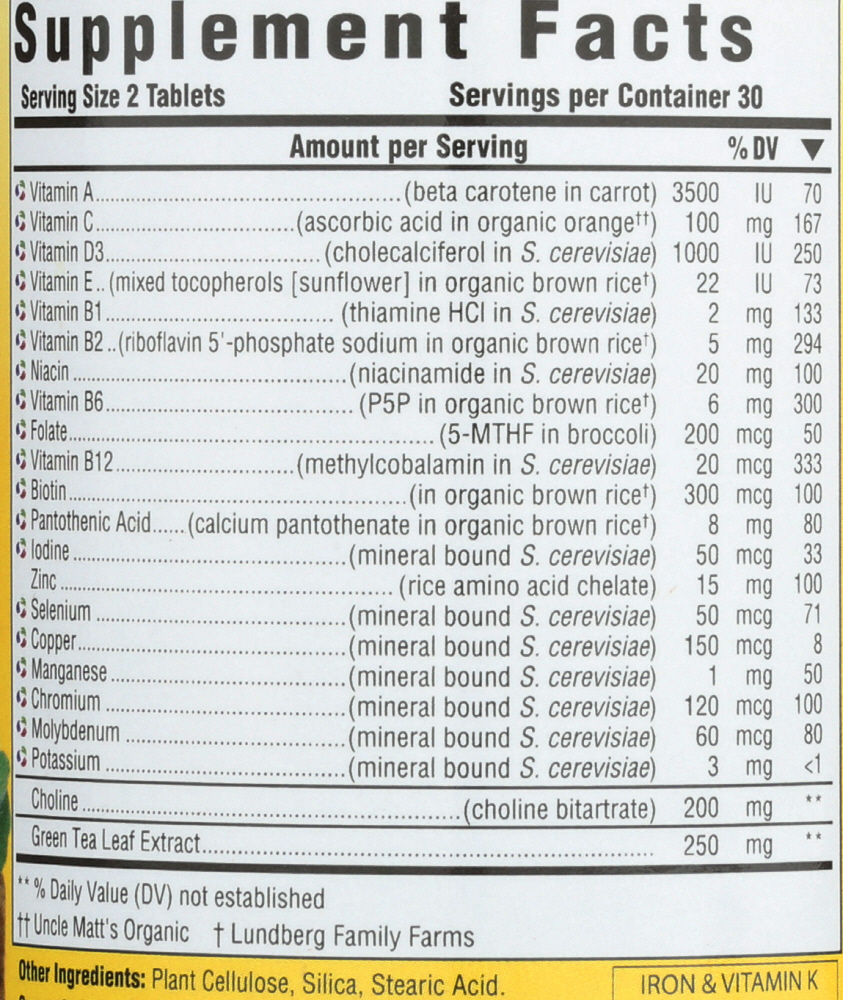 Supplement Facts
Serving Size 2 Tablets Servings per Container 30
Amount per Serving % DV ▼
Vitamin A........................................................(beta carotene in carrot) 3500 IU 70
Vitamin C....................................(ascorbic acid in organic orange††) 100 mg 167
Vitamin D3........................................(cholecalciferol in S. cerevisiae) 1000 IU 250
Vitamin E..(mixed tocopherols [sunflower] in organic brown rice†) 22 IU 73
Vitamin B1..........................................(thiamine HCl in S. cerevisiae) 2 mg 133
Vitamin B2..(riboflavin 5'-phosphate sodium in organic brown rice†) 5 mg 294
Niacin..................................................(niacinamide in S. cerevisiae) 20 mg 100
Vitamin B6..............................................(P5P in organic brown rice†) 6 mg 300
Folate..................................................................(5-MTHF in broccoli) 200 mcg 50
Vitamin B12................................(methylcobalamin in S. cerevisiae) 20 mcg 333
Biotin..............................................................(in organic brown rice†) 300 mcg 100
Pantothenic Acid......(calcium pantothenate in organic brown rice†) 8 mg 80
Iodine..................................................(mineral bound S. cerevisiae) 50 mcg 33
Zinc............................................................(rice amino acid chelate) 15 mg 100
Selenium..............................................(mineral bound S. cerevisiae) 50 mcg 71
Copper.................................................(mineral bound S. cerevisiae) 150 mcg 8
Manganese...........................................(mineral bound S. cerevisiae) 1 mg 50
Chromium.............................................(mineral bound S. cerevisiae) 120 mcg 100
Molybdenum........................................(mineral bound S. cerevisiae) 60 mcg 80
Potassium............................................(mineral bound S. cerevisiae) 3 mg <1
Choline.....................................................................(choline bitartrate) 200 mg **
Green Tea Leaf Extract.................................................................................. 250 mg **
** % Daily Value (DV) not established
†† Uncle Matt's Organic † Lundberg Family Farms
Other Ingredients: Plant Cellulose, Silica, Stearic Acid.
IRON & VITAMIN K